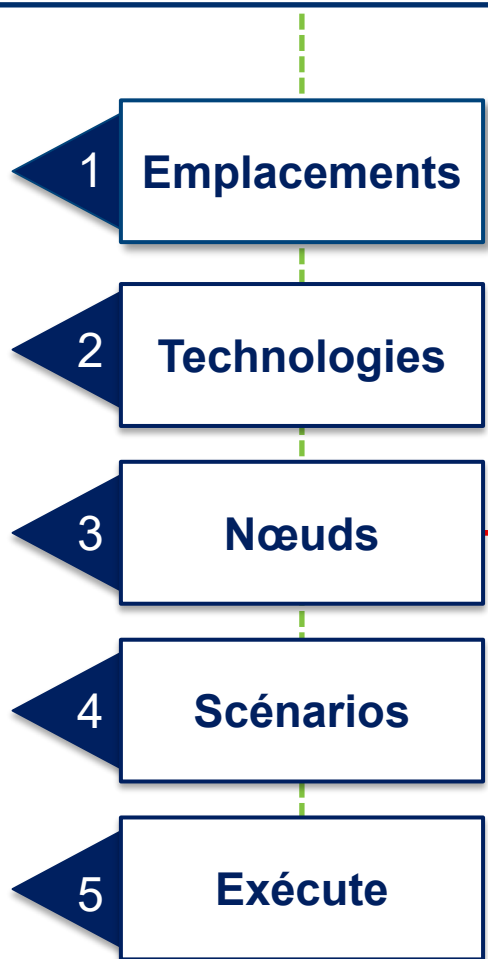 1 Emplacements
2 Technologies
3 Nœuds
4 Scénarios
5 Exécute